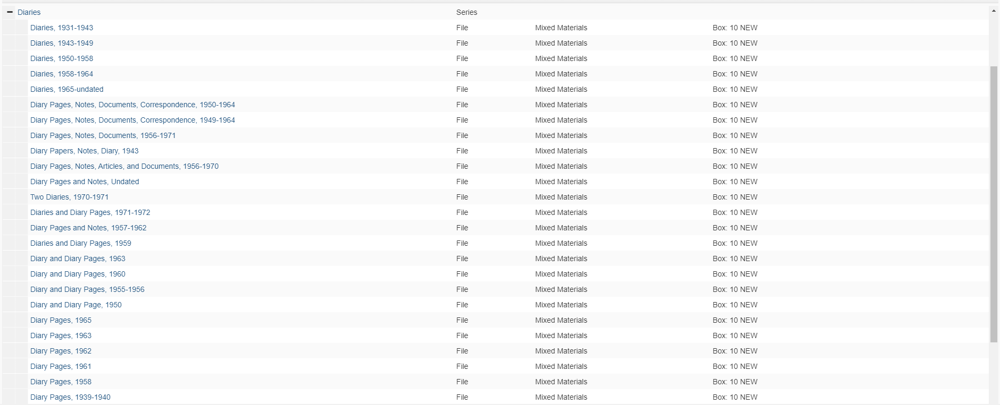 Diaries Series
Diaries, 1931-1943 File Mixed Materials Box: 10 NEW
Diaries, 1943-1949 File Mixed Materials Box: 10 NEW
Diaries, 1950-1958 File Mixed Materials Box: 10 NEW
Diaries, 1958-1964 File Mixed Materials Box: 10 NEW
Diaries, 1965-undated File Mixed Materials Box: 10 NEW
Diary Pages, Notes, Documents, Correspondence, 1950-1964 File Mixed Materials Box: 10 NEW
Diary Pages, Notes, Documents, Correspondence, 1949-1964 File Mixed Materials Box: 10 NEW
Diary Pages, Notes, Documents, 1956-1971 File Mixed Materials Box: 10 NEW
Diary Papers, Notes, Diary, 1943 File Mixed Materials Box: 10 NEW
Diary Pages, Notes, Articles, and Documents, 1956-1970 File Mixed Materials Box: 10 NEW
Diary Pages and Notes, Undated File Mixed Materials Box: 10 NEW
Two Diaries, 1970-1971 File Mixed Materials Box: 10 NEW
Diaries and Diary Pages, 1971-1972 File Mixed Materials Box: 10 NEW
Diary Pages and Notes, 1957-1962 File Mixed Materials Box: 10 NEW
Diaries and Diary Pages, 1959 File Mixed Materials Box: 10 NEW
Diary and Diary Pages, 1963 File Mixed Materials Box: 10 NEW
Diary and Diary Pages, 1960 File Mixed Materials Box: 10 NEW
Diary and Diary Pages, 1955-1956 File Mixed Materials Box: 10 NEW
Diary and Diary Page, 1950 File Mixed Materials Box: 10 NEW
Diary Pages, 1965 File Mixed Materials Box: 10 NEW
Diary Pages, 1963 File Mixed Materials Box: 10 NEW
Diary Pages, 1962 File Mixed Materials Box: 10 NEW
Diary Pages, 1961 File Mixed Materials Box: 10 NEW
Diary Pages, 1958 File Mixed Materials Box: 10 NEW
Diary Pages, 1939-1940 File Mixed Materials Box: 10 NEW